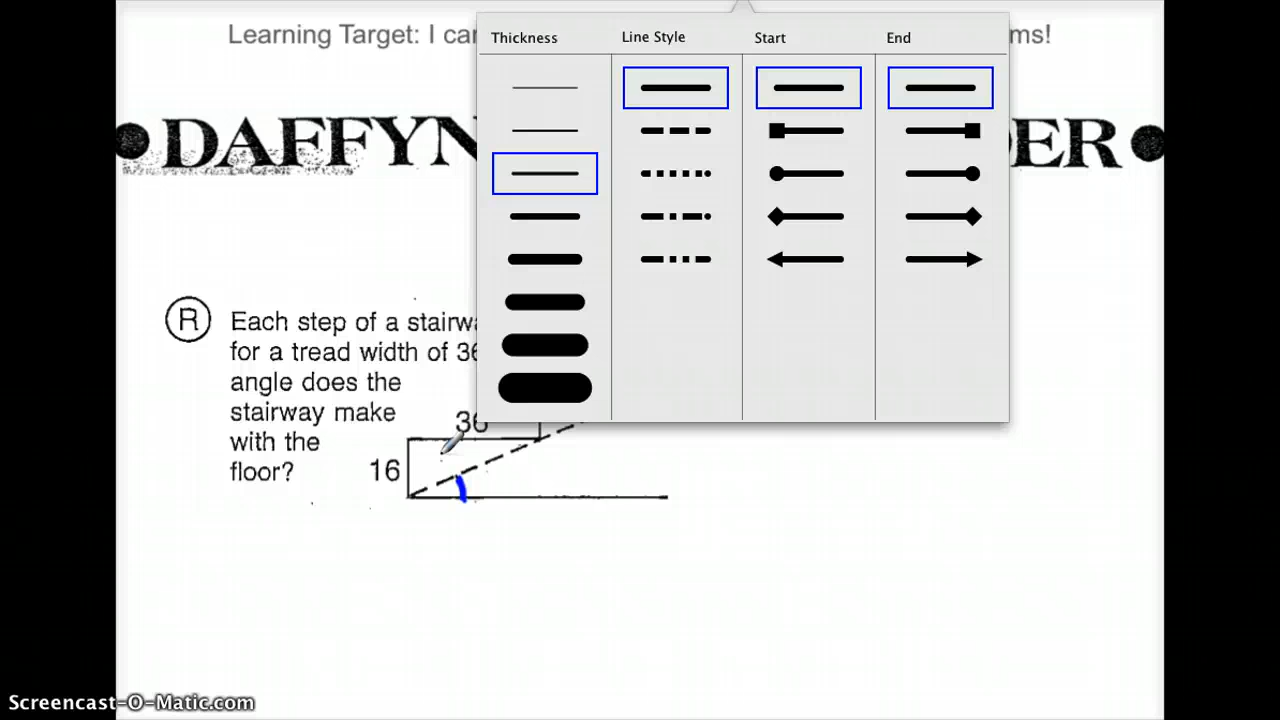 Learning Target: I can
ms!
Thickness
Line Style
Start
End
DAFFYN
ER
R
Each step of a stairwa
for a tread width of 36
angle does the
stairway make
with the
floor?
36
16
Screencast-O-Matic.com